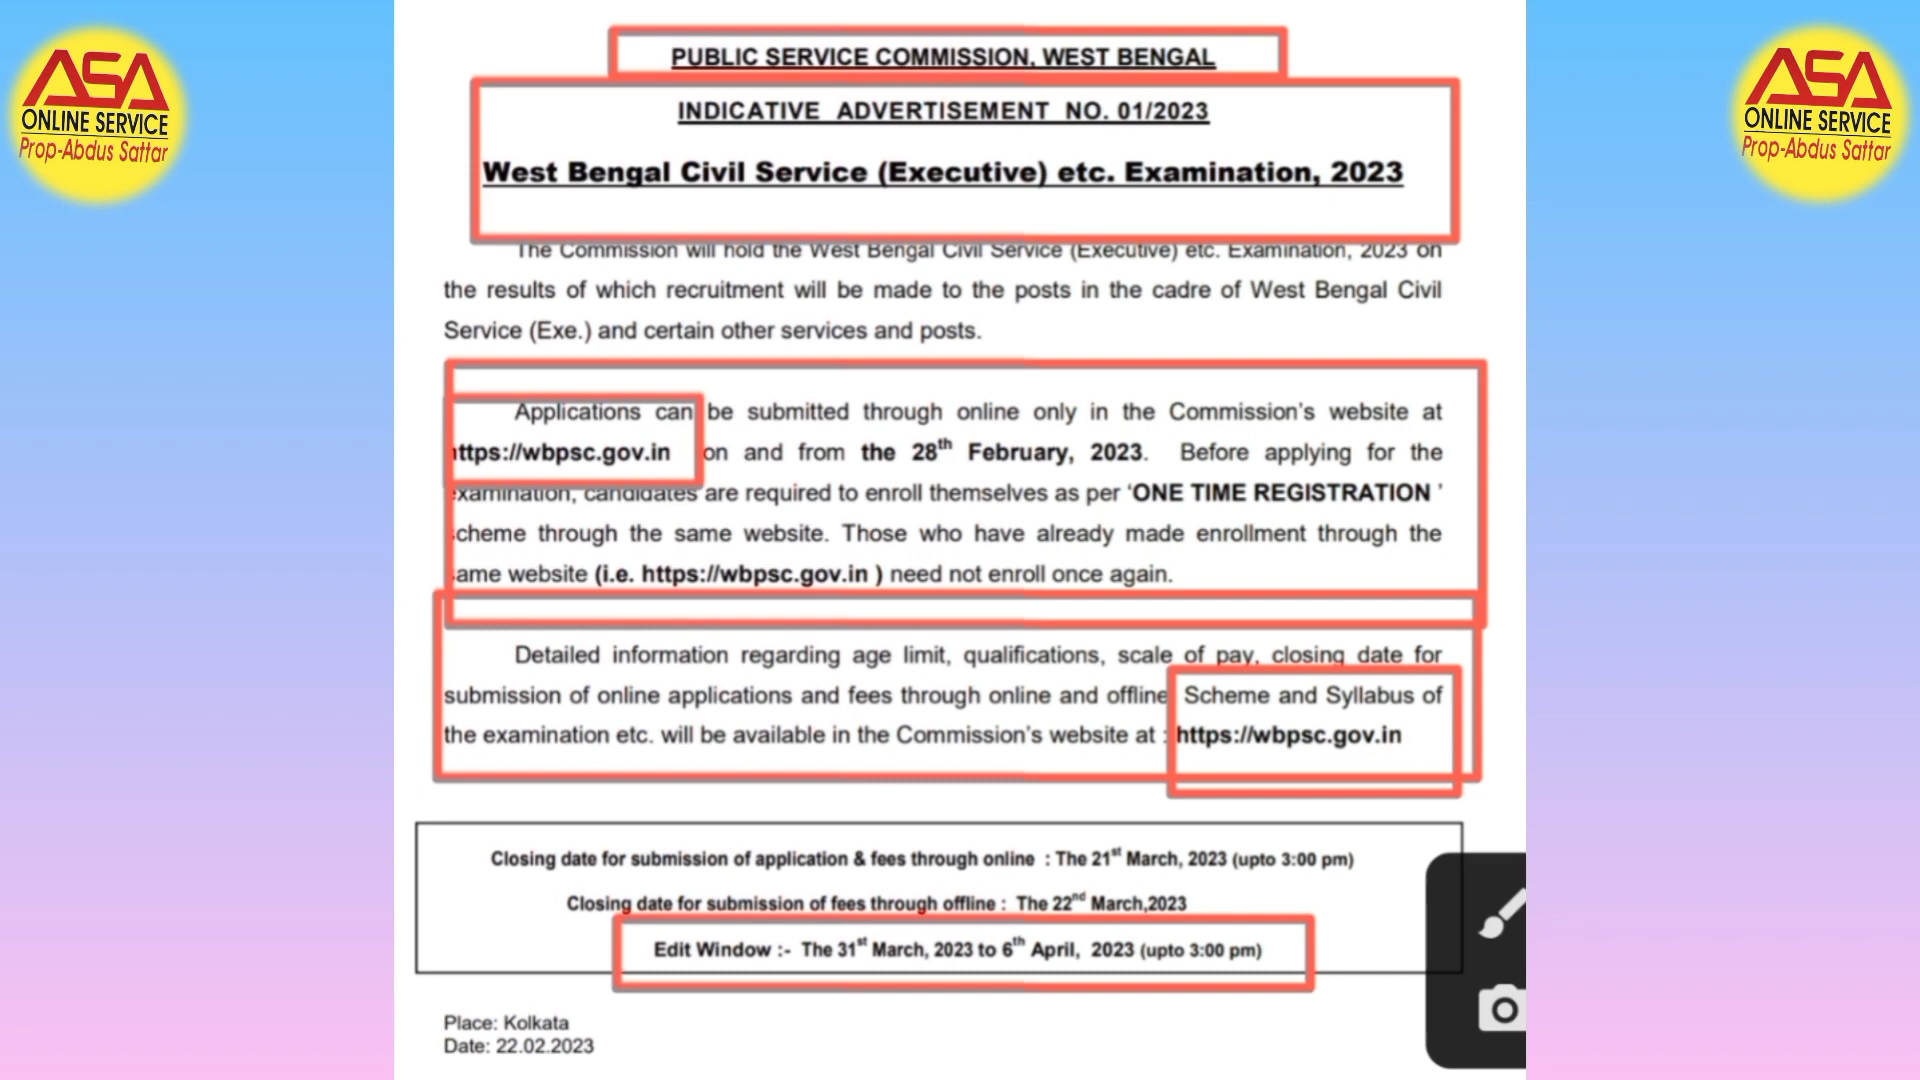 ASA
ONLINE SERVICE
Prop-Abdus Sattar
ASA
ONLINE SERVICE
Prop-Abdus Sattar
PUBLIC SERVICE COMMISSION, WEST BENGAL
INDICATIVE ADVERTISEMENT NO. 01/2023
West Bengal Civil Service (Executive) etc. Examination, 2023
The Commission will hold the West Bengal Civil Service (Executive) etc. Examination, 2023 on
the results of which recruitment will be made to the posts in the cadre of West Bengal Civil
Service (Exe.) and certain other services and posts.
Applications can be submitted through online only in the Commission's website at
https://wbpsc.gov.in on and from the 28th February, 2023. Before applying for the
examination, candidates are required to enroll themselves as per 'ONE TIME REGISTRATION '
scheme through the same website. Those who have already made enrollment through the
same website (i.e. https://wbpsc.gov.in ) need not enroll once again.
Detailed information regarding age limit, qualifications, scale of pay, closing date for
submission of online applications and fees through online and offline Scheme and Syllabus of
the examination etc. will be available in the Commission's website at : https://wbpsc.gov.in
Closing date for submission of application & fees through online : The 21st March, 2023 (upto 3:00 pm)
Closing date for submission of fees through offline : The 22nd March,2023
Edit Window :- The 31st March, 2023 to 6th April, 2023 (upto 3:00 pm)
Place: Kolkata
Date: 22.02.2023